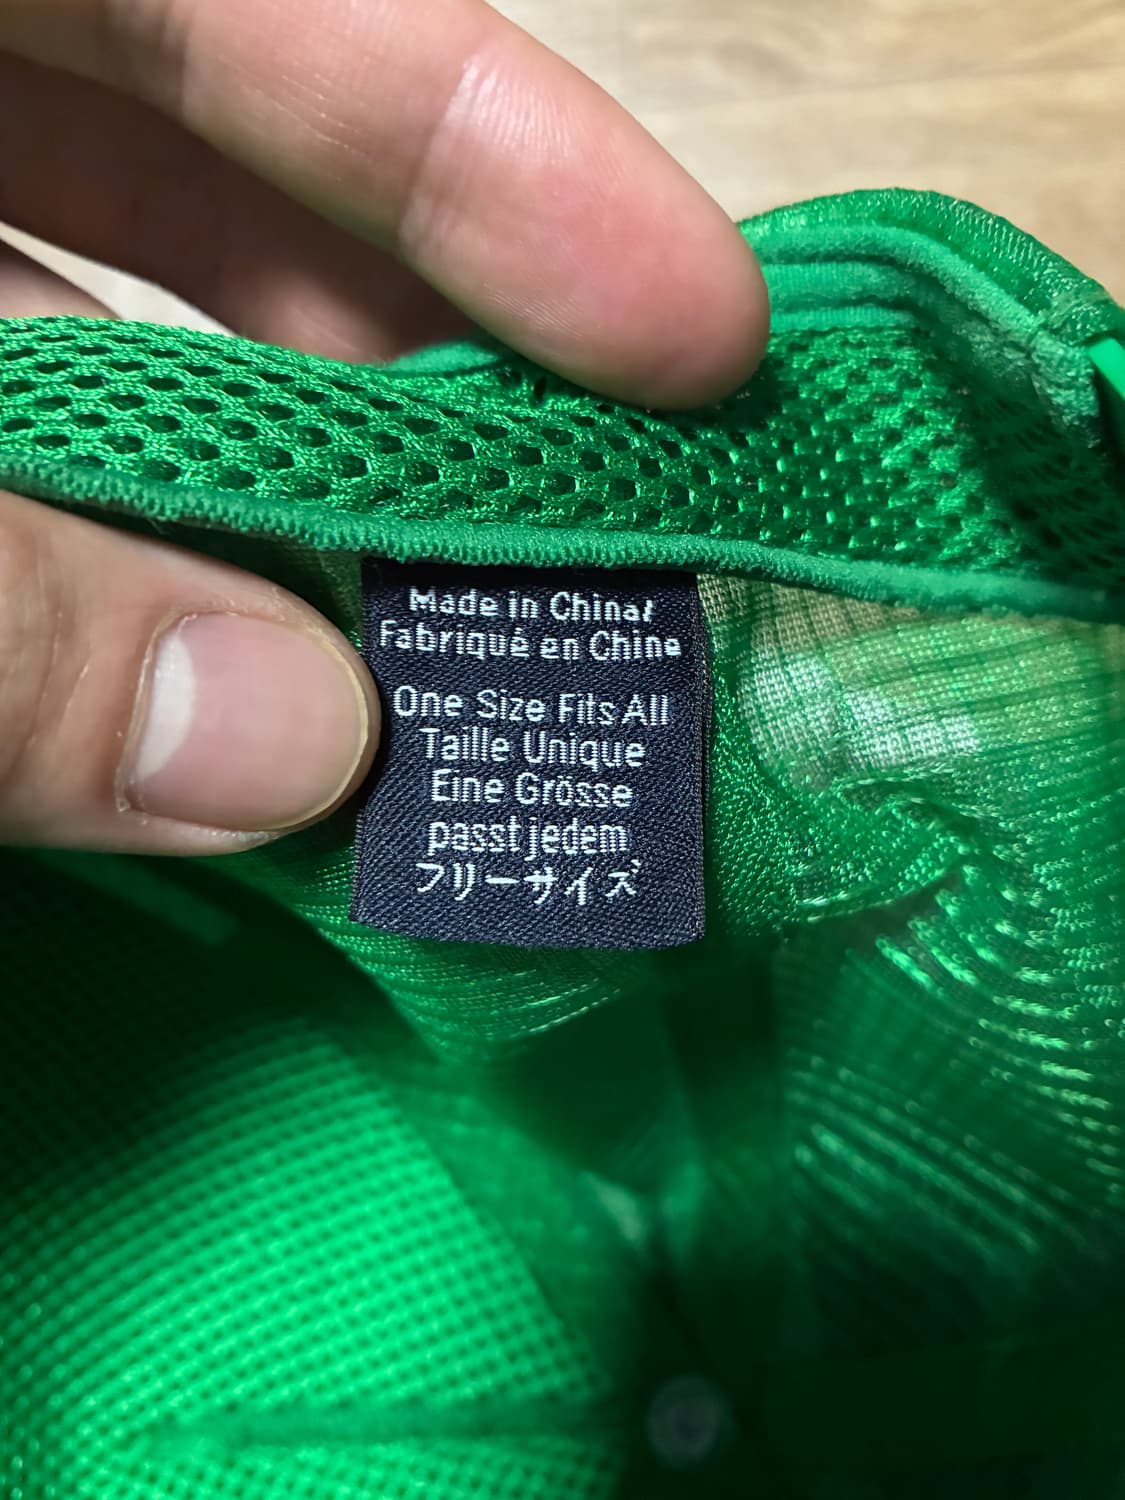 Made in China/
Fabriqué en Chine
One Size Fits All
Taille Unique
Eine Grösse
passt jedem
フリーサイズ